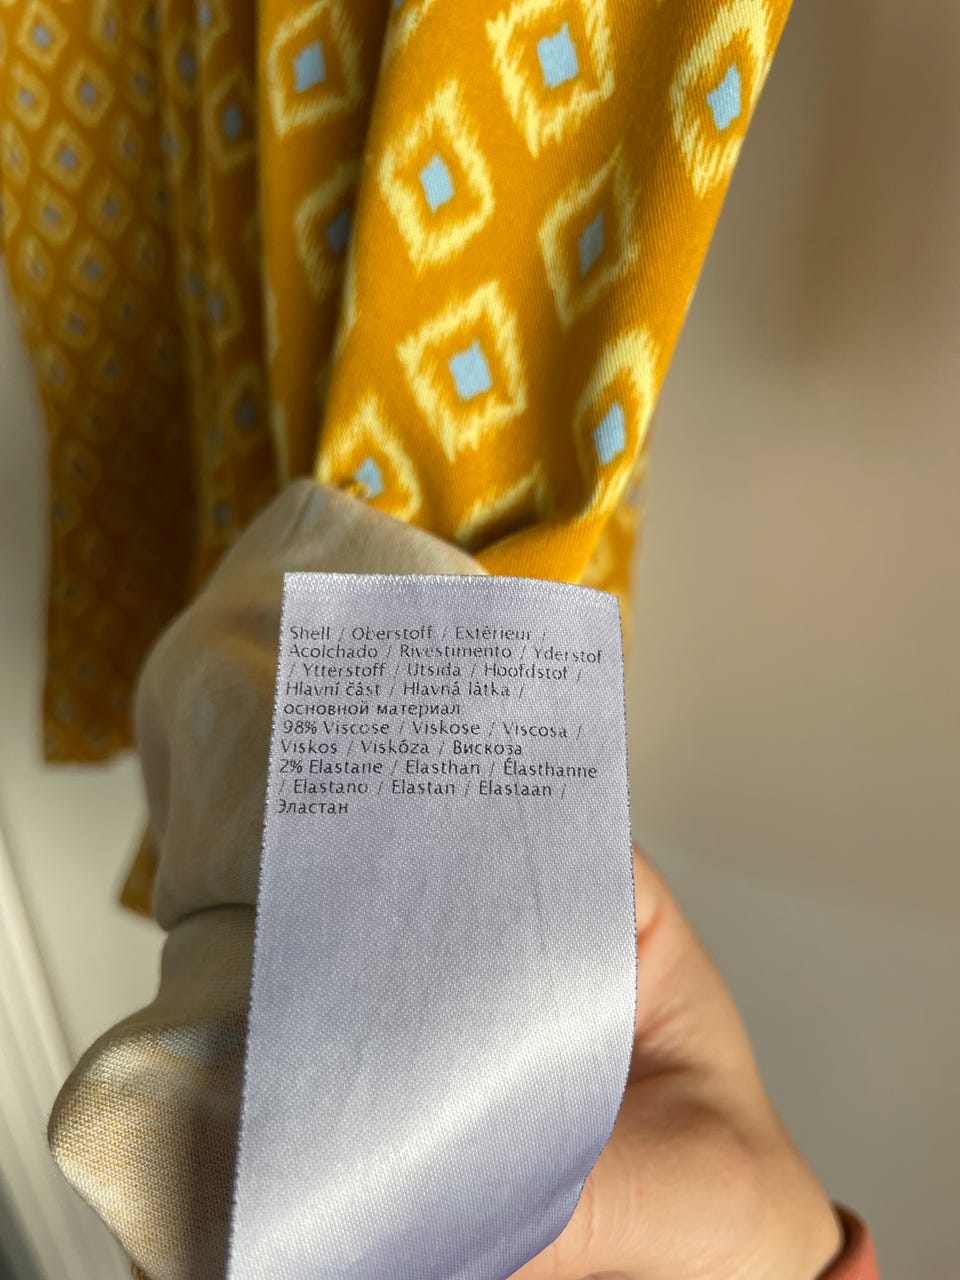 Shell / Oberstoff / Extérieur /
Acolchado / Rivestimento / Yderstof
/ Ytterstoff / Utsida / Hoofdstof /
Hlavní část / Hlavná látka /
основной материал
98% Viscose / Viskose / Viscosa /
Viskos / Viskóza / Вискоза
2% Elastane / Elasthan / Élasthanne
/ Elastano / Elastan / Elastaan /
Эластан